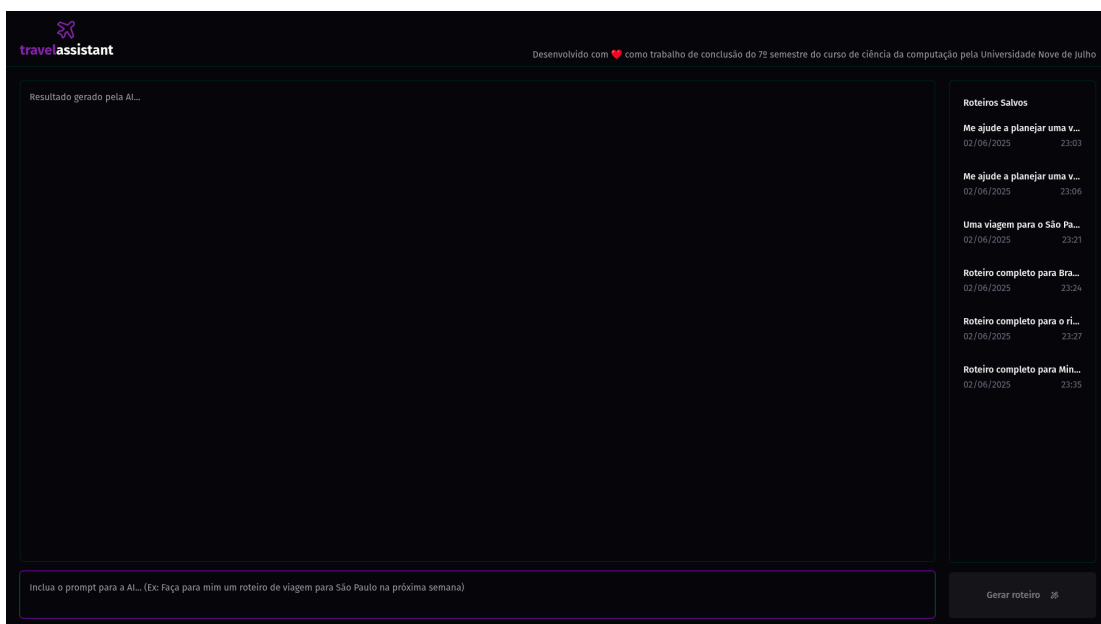 travelassistant
Desenvolvido com ❤️ como trabalho de conclusão do 7º semestre do curso de ciência da computação pela Universidade Nove de Julho
Resultado gerado pela AI...
Roteiros Salvos
Me ajude a planejar uma v...
02/06/2025 23:03
Me ajude a planejar uma v...
02/06/2025 23:06
Uma viagem para o São Pa...
02/06/2025 23:21
Roteiro completo para Bra...
02/06/2025 23:24
Roteiro completo para o ri...
02/06/2025 23:27
Roteiro completo para Min...
02/06/2025 23:35
Inclua o prompt para a AI... (Ex: Faça para mim um roteiro de viagem para São Paulo na próxima semana)
Gerar roteiro